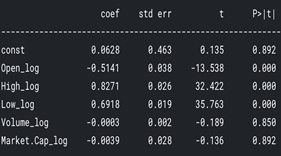 coef std err t P>|t|
const 0.0628 0.463 0.135 0.892
Open_log -0.5141 0.038 -13.538 0.000
High_log 0.8271 0.026 32.422 0.000
Low_log 0.6918 0.019 35.763 0.000
Volume_log -0.0003 0.002 -0.189 0.850
Market.Cap_log -0.0039 0.028 -0.136 0.892